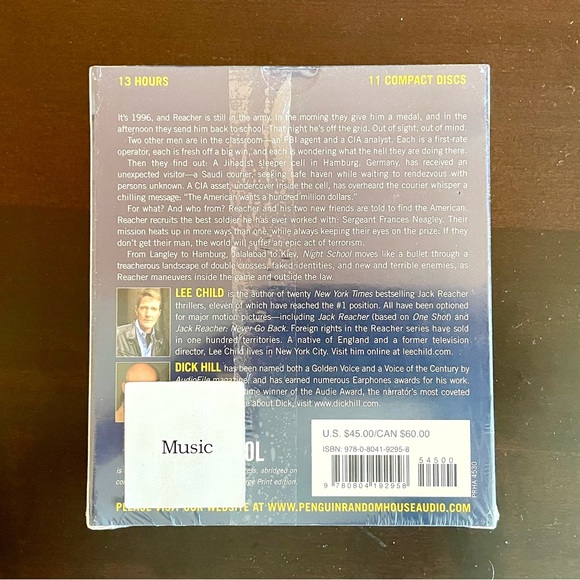 13 HOURS
11 COMPACT DISCS
It's 1996, and Reacher is still in the army. In the morning they give him a medal, and in the
afternoon they send him back to school. That night he's off the grid. Out of sight, out of mind.
Two other men are in the classroom—an FBI agent and a CIA analyst. Each is a first-rate
operator, each is fresh off a big win, and each is wondering what the hell they are doing there.
Then they find out: A Jihadist sleeper cell in Hamburg, Germany, has received an
unexpected visitor—a Saudi courier, seeking safe haven while waiting to rendezvous with
persons unknown. A CIA asset, undercover inside the cell, has overheard the courier whisper a
chilling message: "The American wants a hundred million dollars."
For what? And who from? Reacher and his two new friends are told to find the American.
Reacher recruits the best soldier he has ever worked with: Sergeant Frances Neagley. Their
mission heats up in more ways than one, while always keeping their eyes on the prize: If they
don't get their man, the world will suffer an epic act of terrorism.
From Langley to Hamburg, Jalalabad to Kiev, Night School moves like a bullet through a
treacherous landscape of double crosses, faked identities, and new and terrible enemies, as
Reacher maneuvers inside the game and outside the law.
LEE CHILD is the author of twenty New York Times bestselling Jack Reacher
thrillers, eleven of which have reached the #1 position. All have been optioned
for major motion pictures—including Jack Reacher (based on One Shot) and
Jack Reacher: Never Go Back. Foreign rights in the Reacher series have sold
in one hundred territories. A native of England and a former television
director, Lee Child lives in New York City. Visit him online at leechild.com.
DICK HILL has been named both a Golden Voice and a Voice of the Century by
AudioFile magazine, and has earned numerous Earphones awards for his work.
time winner of the Audie Award, the narrator's most coveted
about Dick, visit www.dickhill.com.
Music
OL
U.S. $45.00/CAN $60.00
ISBN: 978-0-8041-9295-8
54500
9 780804 192958
PRHA 4530
is
abridged on
Large Print edition.
PLEASE VISIT OUR WEBSITE AT WWW.PENGUINRANDOMHOUSEAUDIO.COM